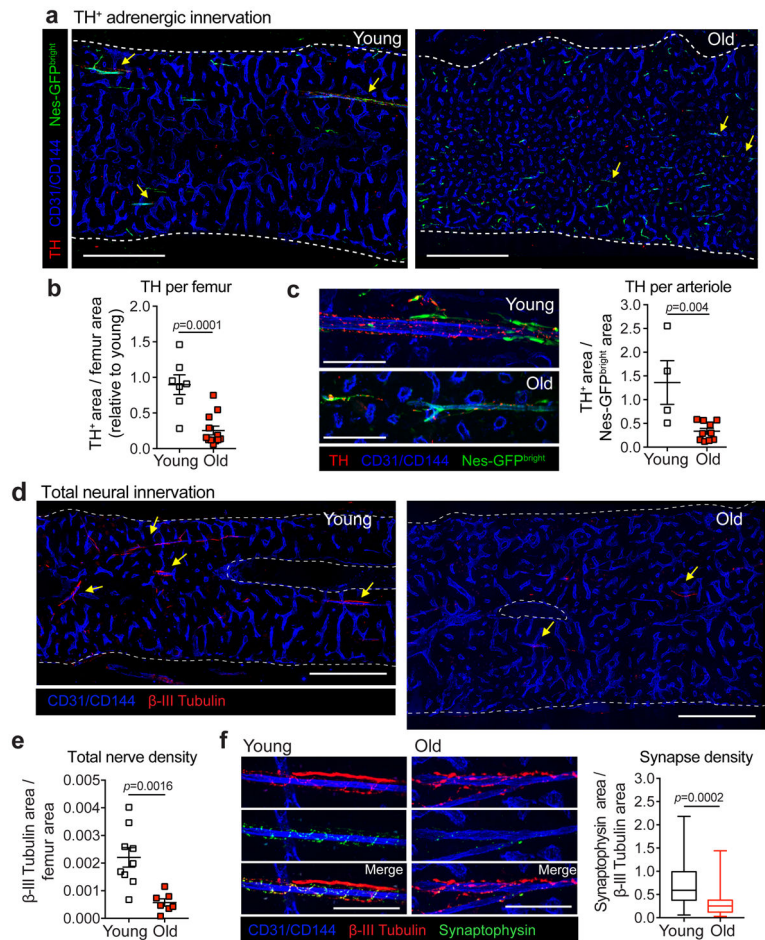 a TH⁺ adrenergic innervation
TH CD31/CD144 Nes-GFPᵇʳⁱᵍʰᵗ
Young
Old
b
TH per femur
TH⁺ area / femur area
(relative to young)
2.0
1.5
1.0
0.5
0.0
p=0.0001
Young Old
c
Young
Old
TH CD31/CD144 Nes-GFPᵇʳⁱᵍʰᵗ
TH per arteriole
TH⁺ area /
Nes-GFPᵇʳⁱᵍʰᵗ area
3.0
2.5
2.0
1.5
1.0
0.5
0.0
p=0.004
Young Old
d Total neural innervation
Young
Old
CD31/CD144 β-III Tubulin
e
Total nerve density
β-III Tubulin area /
femur area
0.005
0.004
0.003
0.002
0.001
0.000
p=0.0016
Young Old
f
Young
Old
Merge
Merge
CD31/CD144 β-III Tubulin Synaptophysin
Synapse density
Synaptophysin area /
β-III Tubulin area
3.0
2.5
2.0
1.5
1.0
0.5
0.0
p=0.0002
Young Old